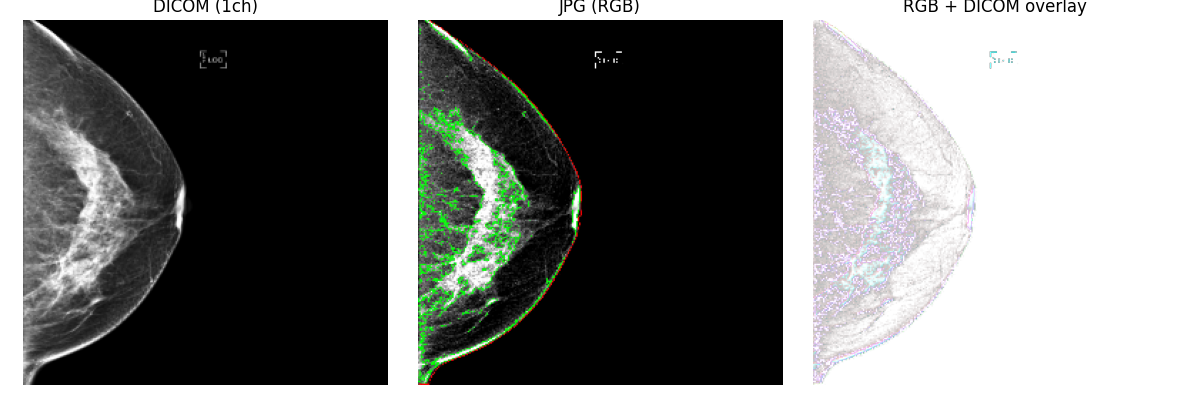 DICOM (1ch)
JPG (RGB)
RGB + DICOM overlay